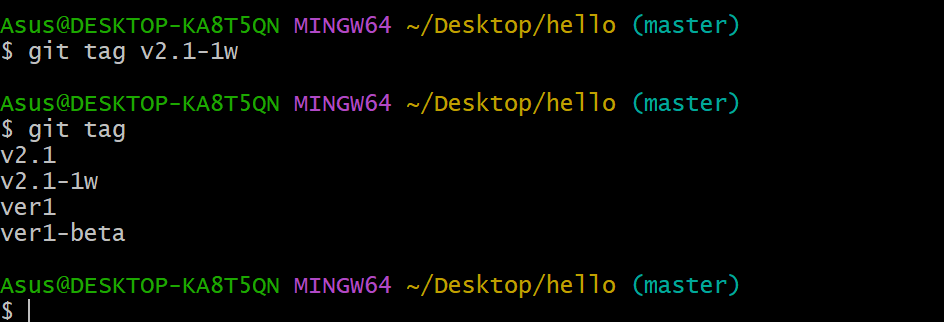 Asus@DESKTOP-KA8T5QN MINGW64 ~/Desktop/hello (master)
$ git tag v2.1-1w
Asus@DESKTOP-KA8T5QN MINGW64 ~/Desktop/hello (master)
$ git tag
v2.1
v2.1-1w
ver1
ver1-beta
Asus@DESKTOP-KA8T5QN MINGW64 ~/Desktop/hello (master)
$